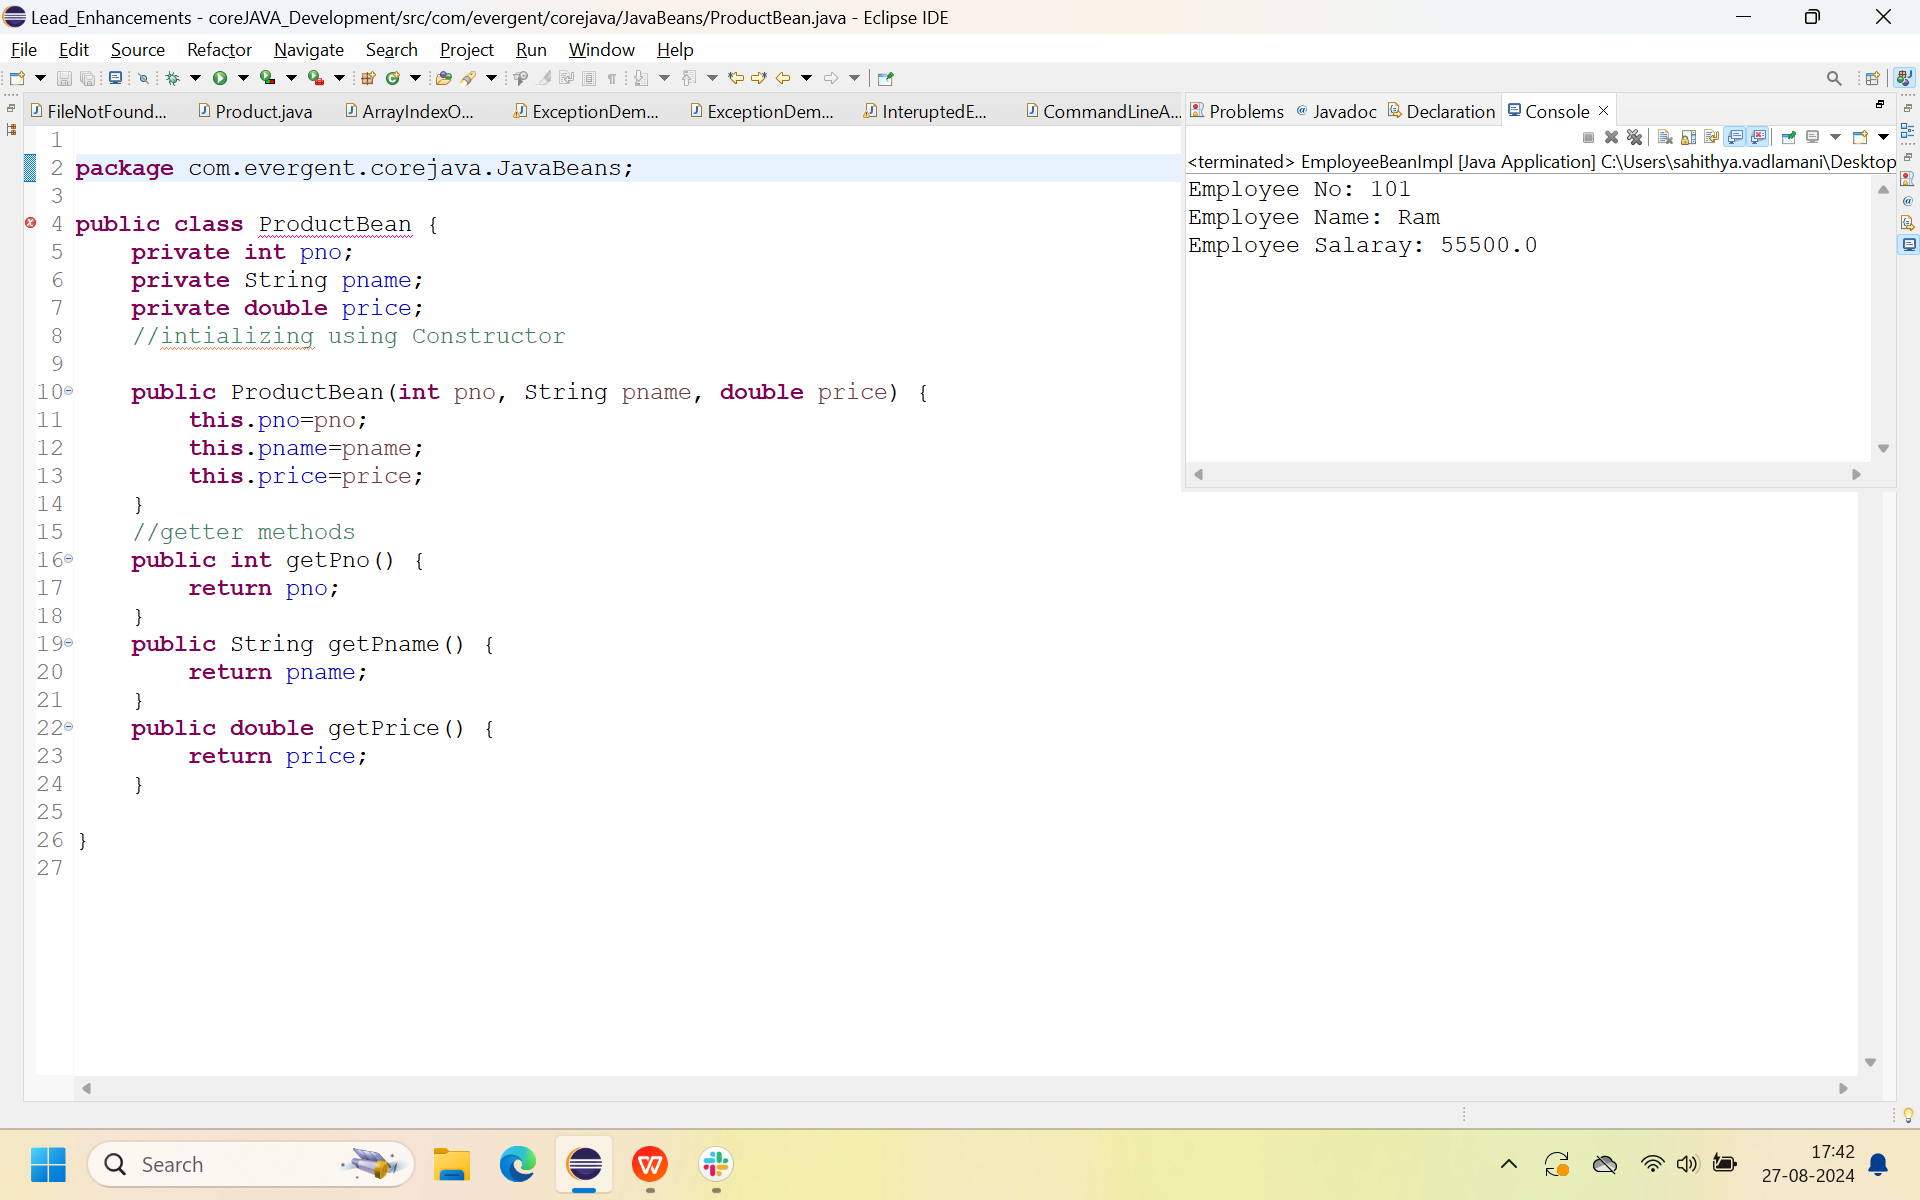 Lead_Enhancements - coreJAVA_Development/src/com/evergent/corejava/JavaBeans/ProductBean.java - Eclipse IDE
File Edit Source Refactor Navigate Search Project Run Window Help
FileNotFound... Product.java ArrayIndexO... ExceptionDem... ExceptionDem... InteruptedE... CommandLineA...
1
2 package com.evergent.corejava.JavaBeans;
3
4 public class ProductBean {
5 private int pno;
6 private String pname;
7 private double price;
8 //intializing using Constructor
9
10 public ProductBean(int pno, String pname, double price) {
11 this.pno=pno;
12 this.pname=pname;
13 this.price=price;
14 }
15 //getter methods
16 public int getPno() {
17 return pno;
18 }
19 public String getPname() {
20 return pname;
21 }
22 public double getPrice() {
23 return price;
24 }
25
26 }
27
Problems @ Javadoc Declaration Console
<terminated> EmployeeBeanImpl [Java Application] C:\Users\sahithya.vadlamani\Desktop
Employee No: 101
Employee Name: Ram
Employee Salaray: 55500.0
Search
17:42
27-08-2024